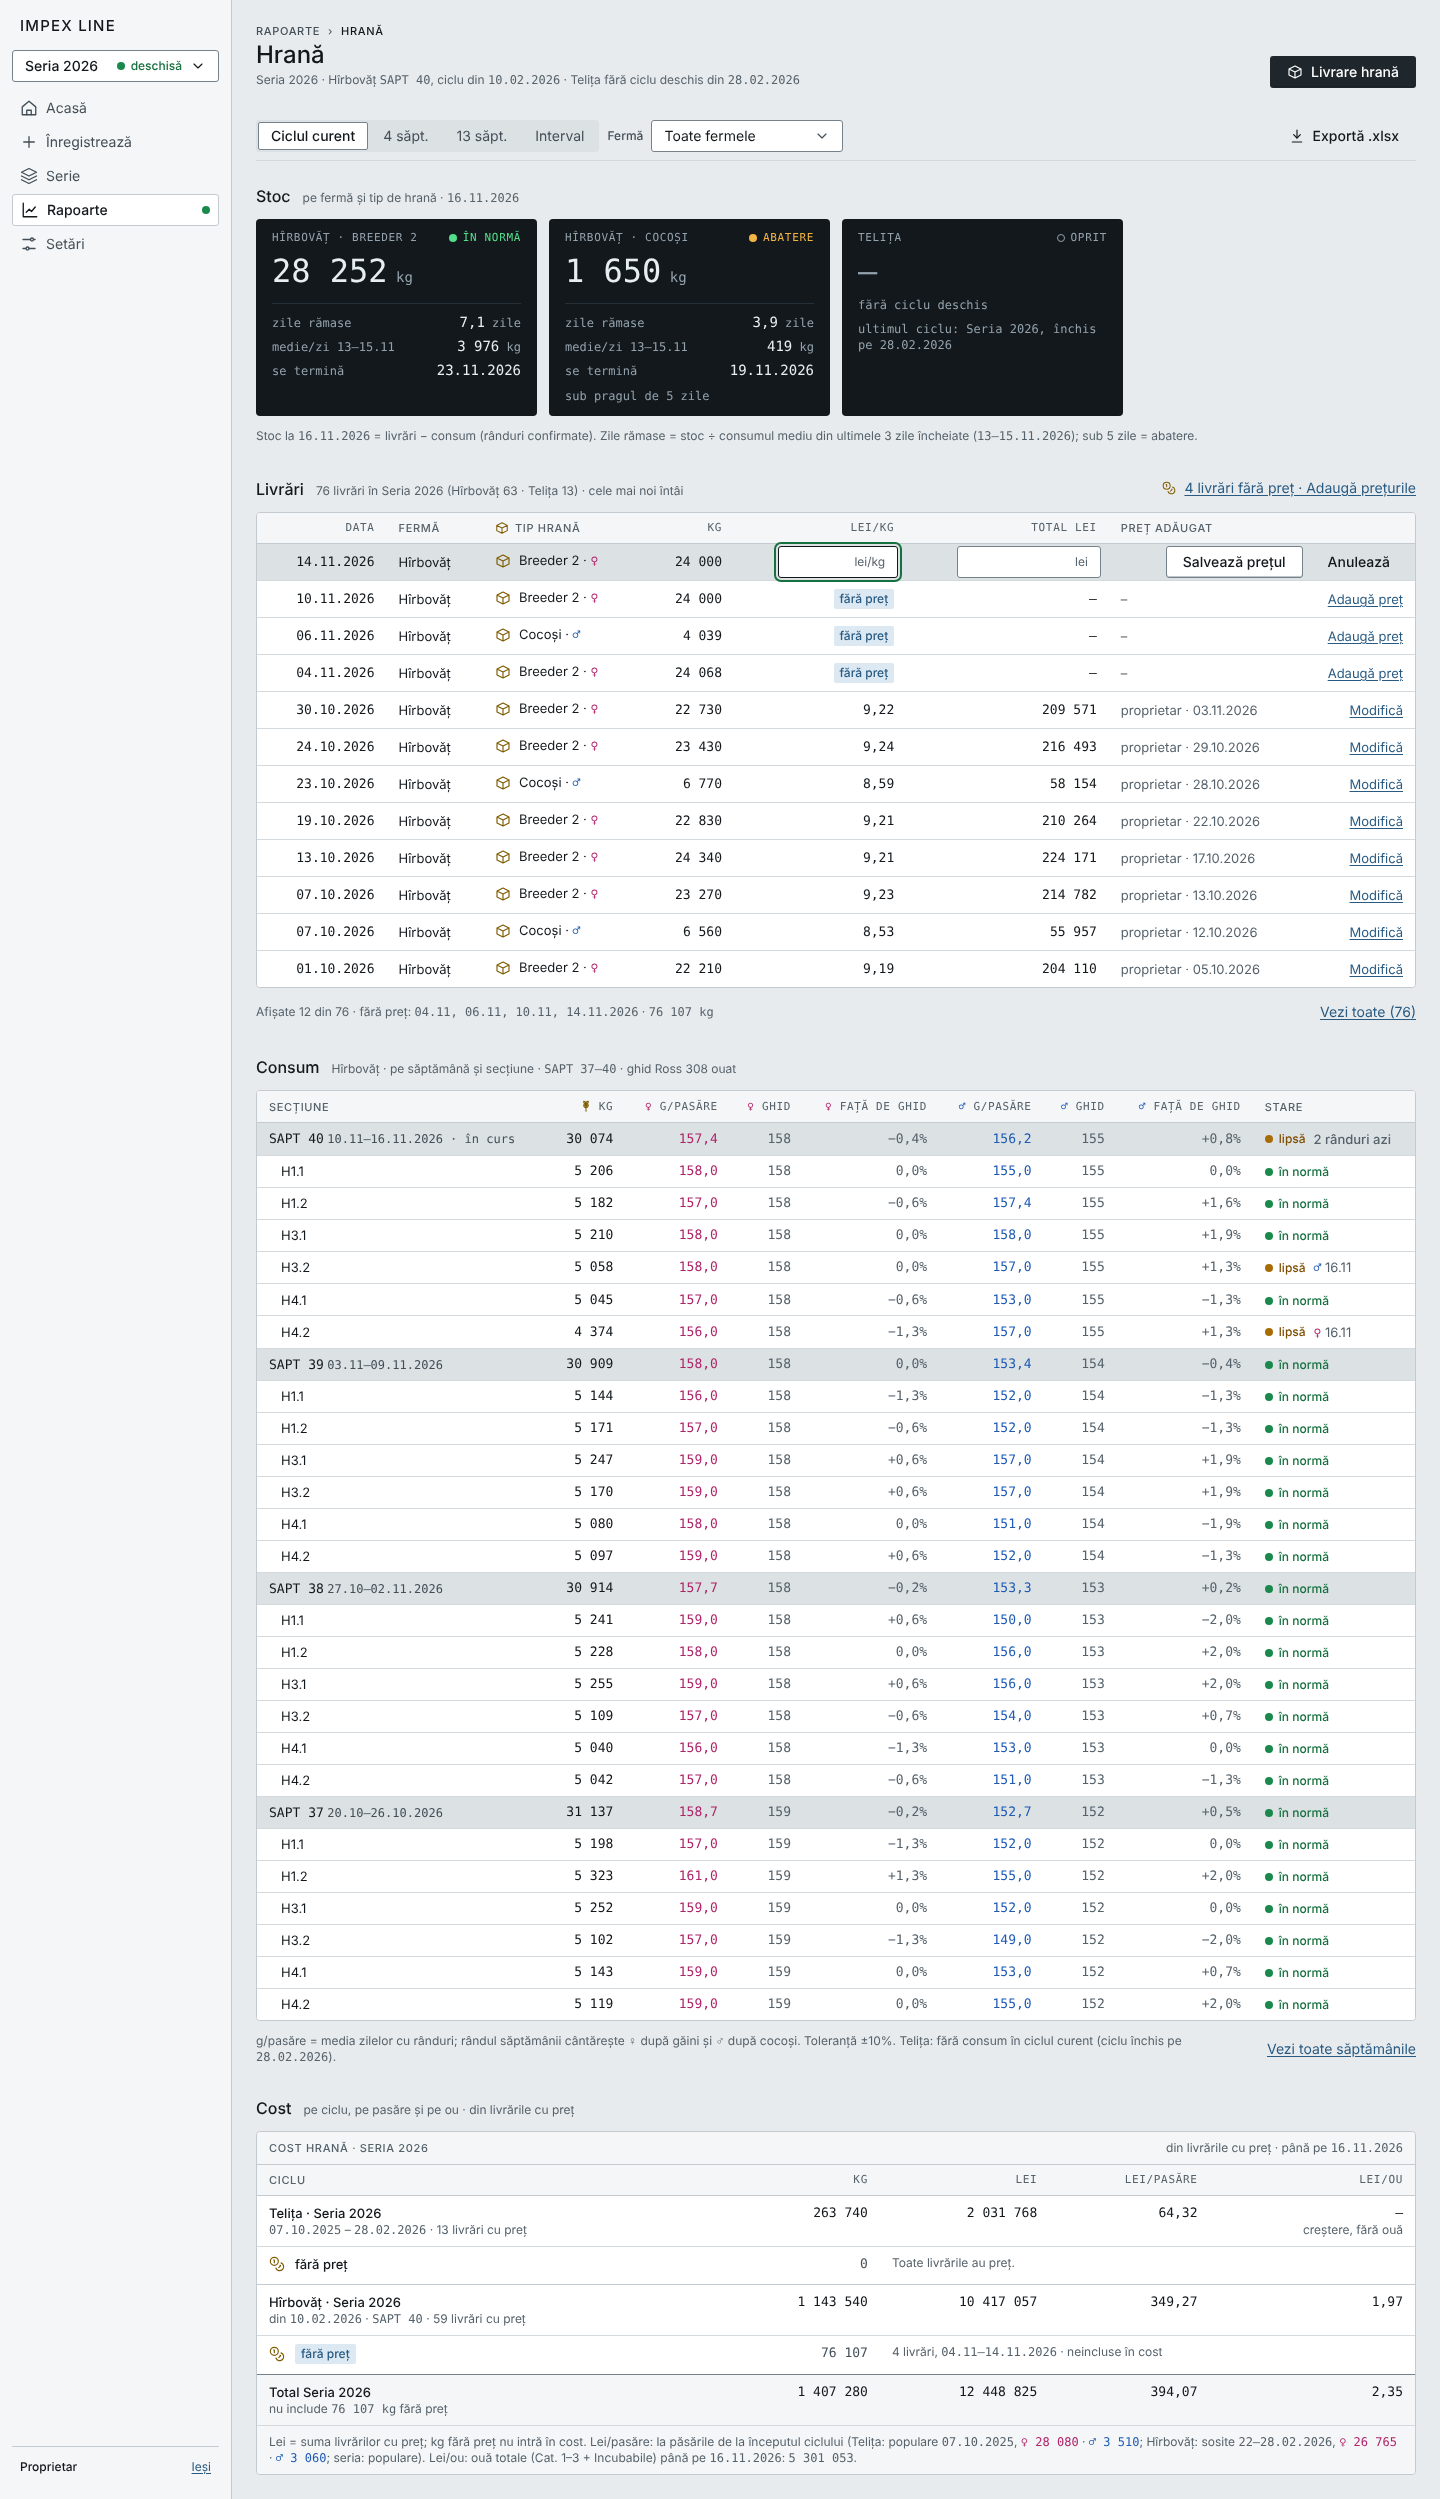 IMPEX LINE
Seria 2026 deschisă
Acasă
Înregistrează
Serie
Rapoarte
Setări
RAPOARTE › HRANĂ
Hrană
Seria 2026 · Hîrbovăț SAPT 40, ciclu din 10.02.2026 · Telița fără ciclu deschis din 28.02.2026
Livrare hrană
Ciclul curent 4 săpt. 13 săpt. Interval Fermă Toate fermele Exportă .xlsx
Stoc pe fermă și tip de hrană · 16.11.2026
HÎRBOVĂȚ · BREEDER 2 ÎN NORMĂ
28 252 kg
zile rămase 7,1 zile
medie/zi 13–15.11 3 976 kg
se termină 23.11.2026
HÎRBOVĂȚ · COCOȘI ABATERE
1 650 kg
zile rămase 3,9 zile
medie/zi 13–15.11 419 kg
se termină 19.11.2026
sub pragul de 5 zile
TELIȚA OPRIT
—
fără ciclu deschis
ultimul ciclu: Seria 2026, închis
pe 28.02.2026
Stoc la 16.11.2026 = livrări − consum (rânduri confirmate). Zile rămase = stoc ÷ consumul mediu din ultimele 3 zile încheiate (13–15.11.2026); sub 5 zile = abatere.
Livrări 76 livrări în Seria 2026 (Hîrbovăț 63 · Telița 13) · cele mai noi întâi 4 livrări fără preț · Adaugă prețurile
DATA FERMĂ TIP HRANĂ KG LEI/KG TOTAL LEI PREȚ ADĂUGAT
14.11.2026 Hîrbovăț Breeder 2 · ♀ 24 000 lei/kg lei Salvează prețul Anulează
10.11.2026 Hîrbovăț Breeder 2 · ♀ 24 000 fără preț — – Adaugă preț
06.11.2026 Hîrbovăț Cocoși · ♂ 4 039 fără preț — – Adaugă preț
04.11.2026 Hîrbovăț Breeder 2 · ♀ 24 068 fără preț — – Adaugă preț
30.10.2026 Hîrbovăț Breeder 2 · ♀ 22 730 9,22 209 571 proprietar · 03.11.2026 Modifică
24.10.2026 Hîrbovăț Breeder 2 · ♀ 23 430 9,24 216 493 proprietar · 29.10.2026 Modifică
23.10.2026 Hîrbovăț Cocoși · ♂ 6 770 8,59 58 154 proprietar · 28.10.2026 Modifică
19.10.2026 Hîrbovăț Breeder 2 · ♀ 22 830 9,21 210 264 proprietar · 22.10.2026 Modifică
13.10.2026 Hîrbovăț Breeder 2 · ♀ 24 340 9,21 224 171 proprietar · 17.10.2026 Modifică
07.10.2026 Hîrbovăț Breeder 2 · ♀ 23 270 9,23 214 782 proprietar · 13.10.2026 Modifică
07.10.2026 Hîrbovăț Cocoși · ♂ 6 560 8,53 55 957 proprietar · 12.10.2026 Modifică
01.10.2026 Hîrbovăț Breeder 2 · ♀ 22 210 9,19 204 110 proprietar · 05.10.2026 Modifică
Afișate 12 din 76 · fără preț: 04.11, 06.11, 10.11, 14.11.2026 · 76 107 kg Vezi toate (76)
Consum Hîrbovăț · pe săptămână și secțiune · SAPT 37–40 · ghid Ross 308 ouat
SECȚIUNE KG ♀ G/PASĂRE ♀ GHID ♀ FAȚĂ DE GHID ♂ G/PASĂRE ♂ GHID ♂ FAȚĂ DE GHID STARE
SAPT 40 10.11–16.11.2026 · în curs 30 074 157,4 158 −0,4% 156,2 155 +0,8% lipsă 2 rânduri azi
H1.1 5 206 158,0 158 0,0% 155,0 155 0,0% în normă
H1.2 5 182 157,0 158 −0,6% 157,4 155 +1,6% în normă
H3.1 5 210 158,0 158 0,0% 158,0 155 +1,9% în normă
H3.2 5 058 158,0 158 0,0% 157,0 155 +1,3% lipsă ♂ 16.11
H4.1 5 045 157,0 158 −0,6% 153,0 155 −1,3% în normă
H4.2 4 374 156,0 158 −1,3% 157,0 155 +1,3% lipsă ♀ 16.11
SAPT 39 03.11–09.11.2026 30 909 158,0 158 0,0% 153,4 154 −0,4% în normă
H1.1 5 144 156,0 158 −1,3% 152,0 154 −1,3% în normă
H1.2 5 171 157,0 158 −0,6% 152,0 154 −1,3% în normă
H3.1 5 247 159,0 158 +0,6% 157,0 154 +1,9% în normă
H3.2 5 170 159,0 158 +0,6% 157,0 154 +1,9% în normă
H4.1 5 080 158,0 158 0,0% 151,0 154 −1,9% în normă
H4.2 5 097 159,0 158 +0,6% 152,0 154 −1,3% în normă
SAPT 38 27.10–02.11.2026 30 914 157,7 158 −0,2% 153,3 153 +0,2% în normă
H1.1 5 241 159,0 158 +0,6% 150,0 153 −2,0% în normă
H1.2 5 228 158,0 158 0,0% 156,0 153 +2,0% în normă
H3.1 5 255 159,0 158 +0,6% 156,0 153 +2,0% în normă
H3.2 5 109 157,0 158 −0,6% 154,0 153 +0,7% în normă
H4.1 5 040 156,0 158 −1,3% 153,0 153 0,0% în normă
H4.2 5 042 157,0 158 −0,6% 151,0 153 −1,3% în normă
SAPT 37 20.10–26.10.2026 31 137 158,7 159 −0,2% 152,7 152 +0,5% în normă
H1.1 5 198 157,0 159 −1,3% 152,0 152 0,0% în normă
H1.2 5 323 161,0 159 +1,3% 155,0 152 +2,0% în normă
H3.1 5 252 159,0 159 0,0% 152,0 152 0,0% în normă
H3.2 5 102 157,0 159 −1,3% 149,0 152 −2,0% în normă
H4.1 5 143 159,0 159 0,0% 153,0 152 +0,7% în normă
H4.2 5 119 159,0 159 0,0% 155,0 152 +2,0% în normă
g/pasăre = media zilelor cu rânduri; rândul săptămânii cântărește ♀ după găini și ♂ după cocoși. Toleranță ±10%. Telița: fără consum în ciclul curent (ciclu închis pe
28.02.2026).
Vezi toate săptămânile
Cost pe ciclu, pe pasăre și pe ou · din livrările cu preț
COST HRANĂ · SERIA 2026 din livrările cu preț · până pe 16.11.2026
CICLU KG LEI LEI/PASĂRE LEI/OU
Telița · Seria 2026 263 740 2 031 768 64,32 —
07.10.2025 – 28.02.2026 · 13 livrări cu preț creștere, fără ouă
fără preț 0 Toate livrările au preț.
Hîrbovăț · Seria 2026 1 143 540 10 417 057 349,27 1,97
din 10.02.2026 · SAPT 40 · 59 livrări cu preț
fără preț 76 107 4 livrări, 04.11–14.11.2026 · neincluse în cost
Total Seria 2026 1 407 280 12 448 825 394,07 2,35
nu include 76 107 kg fără preț
Lei = suma livrărilor cu preț; kg fără preț nu intră în cost. Lei/pasăre: la păsările de la începutul ciclului (Telița: populare 07.10.2025, ♀ 28 080 · ♂ 3 510; Hîrbovăț: sosite 22–28.02.2026, ♀ 26 765
· ♂ 3 060; seria: populare). Lei/ou: ouă totale (Cat. 1–3 + Incubabile) până pe 16.11.2026: 5 301 053.
Proprietar Ieși